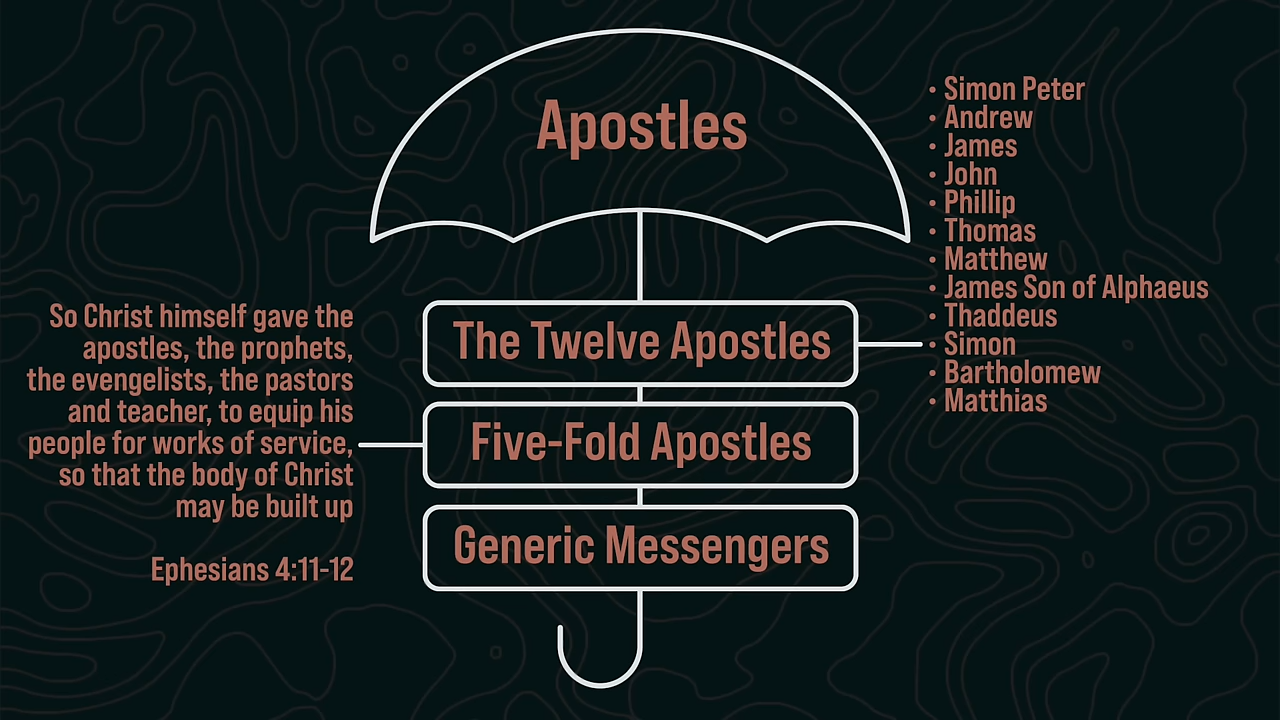 Apostles
• Simon Peter
• Andrew
• James
• John
• Phillip
• Thomas
• Matthew
• James Son of Alphaeus
• Thaddeus
• Simon
• Bartholomew
• Matthias
The Twelve Apostles
So Christ himself gave the
apostles, the prophets,
the evengelists, the pastors
and teacher, to equip his
people for works of service,
so that the body of Christ
may be built up
Ephesians 4:11-12
Five-Fold Apostles
Generic Messengers